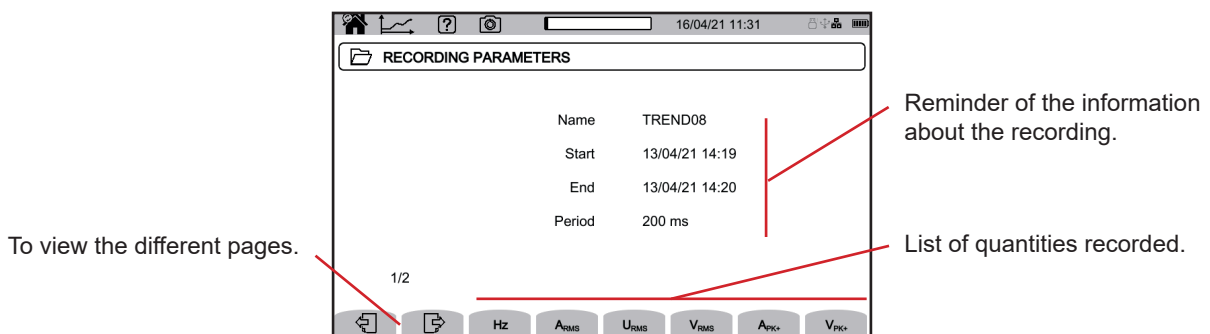 ?
16/04/21 11:31
RECORDING PARAMETERS
Name TREND08
Start 13/04/21 14:19
End 13/04/21 14:20
Period 200 ms
Reminder of the information
about the recording.
To view the different pages.
List of quantities recorded.
1/2
Hz ARMS URMS VRMS APK+ VPK+